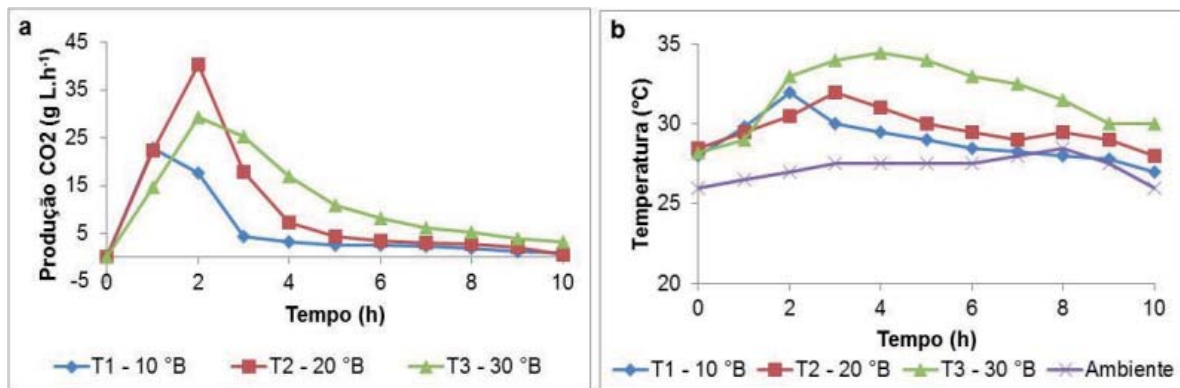 a
Produção CO2 (g L.h-¹)
45
35
25
15
5
-5
0
2
4
6
8
10
Tempo (h)
T1 - 10 °B
T2 - 20 °B
T3 - 30 °B
b
Temperatura (°C)
35
30
25
20
0
2
4
6
8
10
Tempo (h)
T1 - 10 °B
T2 - 20 °B
T3 - 30 °B
Ambiente